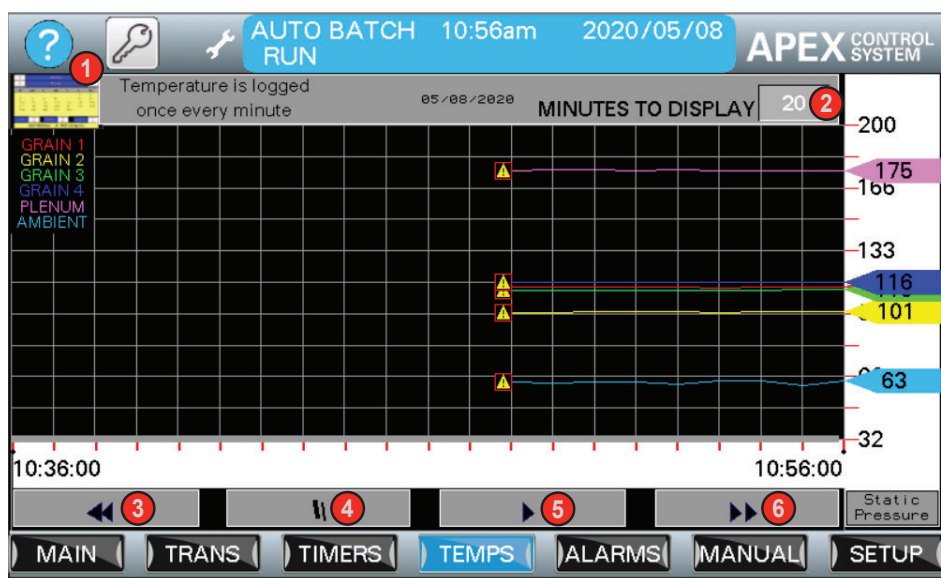 ?
AUTO BATCH 10:56am 2020/05/08
RUN
APEX CONTROL
SYSTEM
1
Temperature is logged
once every minute
05/08/2020
MINUTES TO DISPLAY 20 2
GRAIN 1
GRAIN 2
GRAIN 3
GRAIN 4
PLENUM
AMBIENT
200
175
166
133
116
101
63
32
10:36:00 10:56:00
3 4 5 6
Static
Pressure
MAIN TRANS TIMERS TEMPS ALARMS MANUAL SETUP